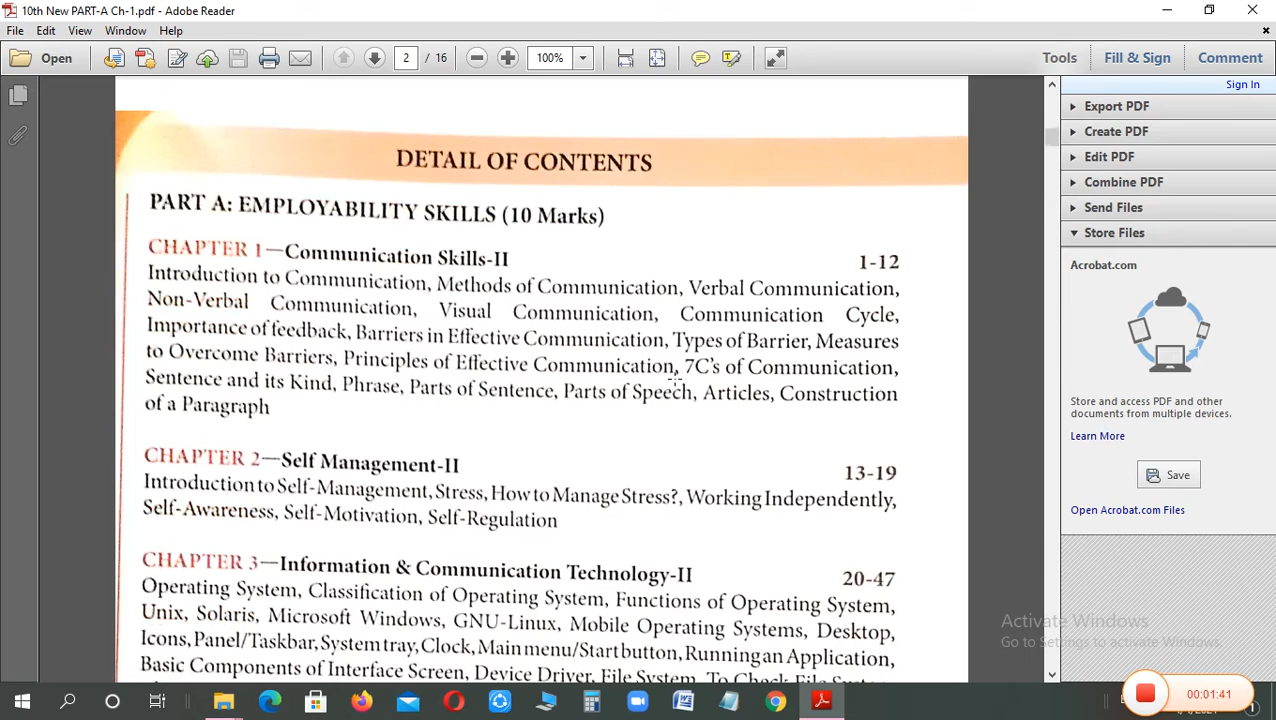 10th New PART-A Ch-1.pdf - Adobe Reader
File Edit View Window Help
Open 2 / 16 100% Tools Fill & Sign Comment
Sign In
Export PDF
Create PDF
Edit PDF
Combine PDF
Send Files
Store Files
Acrobat.com
Store and access PDF and other
documents from multiple devices.
Learn More
Save
Open Acrobat.com Files
DETAIL OF CONTENTS
PART A: EMPLOYABILITY SKILLS (10 Marks)
CHAPTER 1—Communication Skills-II 1-12
Introduction to Communication, Methods of Communication, Verbal Communication,
Non-Verbal Communication, Visual Communication, Communication Cycle,
Importance of feedback, Barriers in Effective Communication, Types of Barrier, Measures
to Overcome Barriers, Principles of Effective Communication, 7C's of Communication,
Sentence and its Kind, Phrase, Parts of Sentence, Parts of Speech, Articles, Construction
of a Paragraph
CHAPTER 2—Self Management-II 13-19
Introduction to Self-Management, Stress, How to Manage Stress?, Working Independently,
Self-Awareness, Self-Motivation, Self-Regulation
CHAPTER 3—Information & Communication Technology-II 20-47
Operating System, Classification of Operating System, Functions of Operating System,
Unix, Solaris, Microsoft Windows, GNU-Linux, Mobile Operating Systems, Desktop,
Icons, Panel/Taskbar, System tray, Clock, Main menu/Start button, Running an Application,
Basic Components of Interface Screen, Device Driver, File System, To Check File
Activate Windows
Go to Settings to activate Windows.
00:01:41